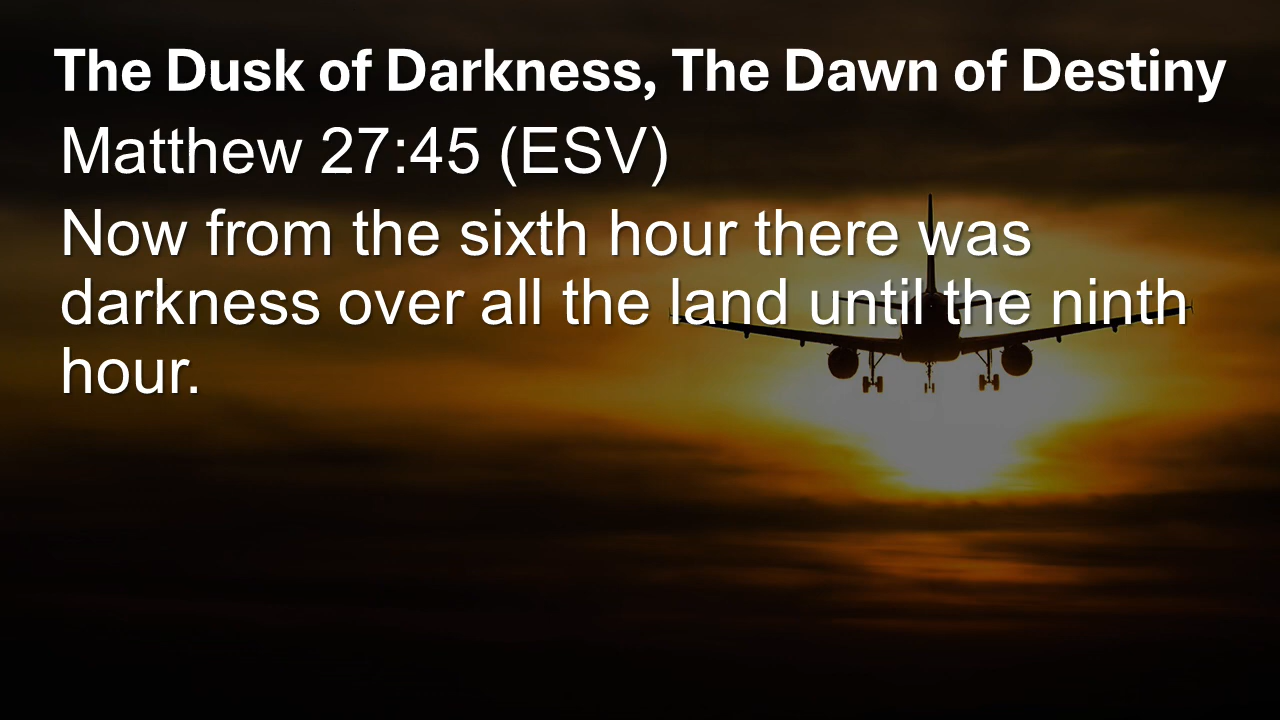 The Dusk of Darkness, The Dawn of Destiny
Matthew 27:45 (ESV)
Now from the sixth hour there was
darkness over all the land until the ninth
hour.